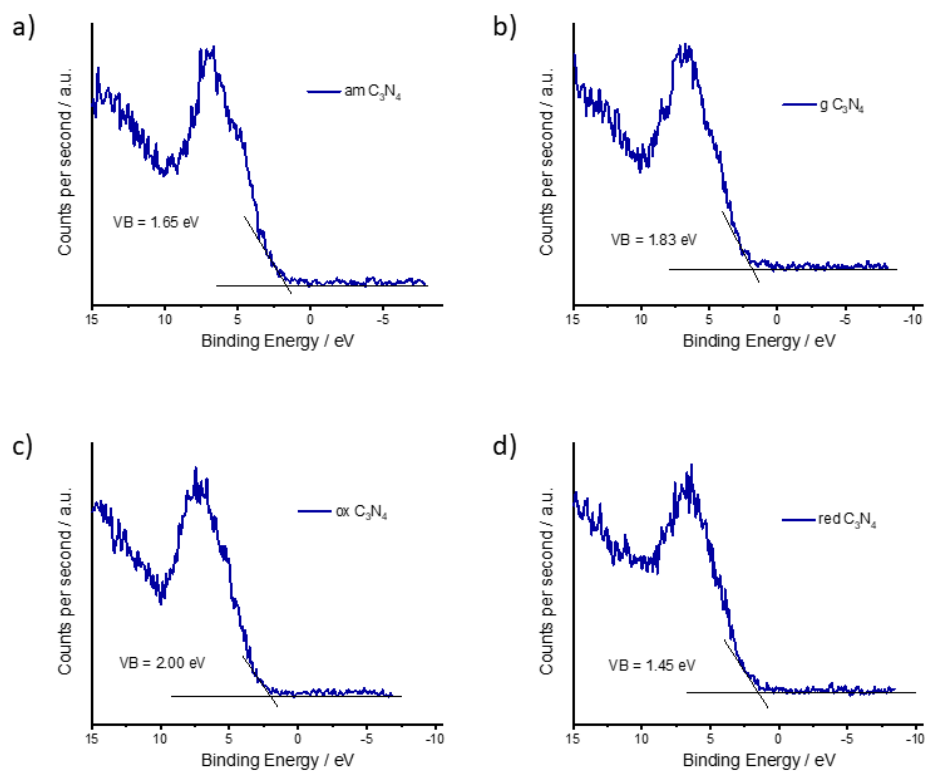 a)
Counts per second / a.u.
am C₃N₄
VB = 1.65 eV
15 10 5 0 -5
Binding Energy / eV
b)
Counts per second / a.u.
g C₃N₄
VB = 1.83 eV
15 10 5 0 -5 -10
Binding Energy / eV
c)
Counts per second / a.u.
ox C₃N₄
VB = 2.00 eV
15 10 5 0 -5 -10
Binding Energy / eV
d)
Counts per second / a.u.
red C₃N₄
VB = 1.45 eV
15 10 5 0 -5 -10
Binding Energy / eV